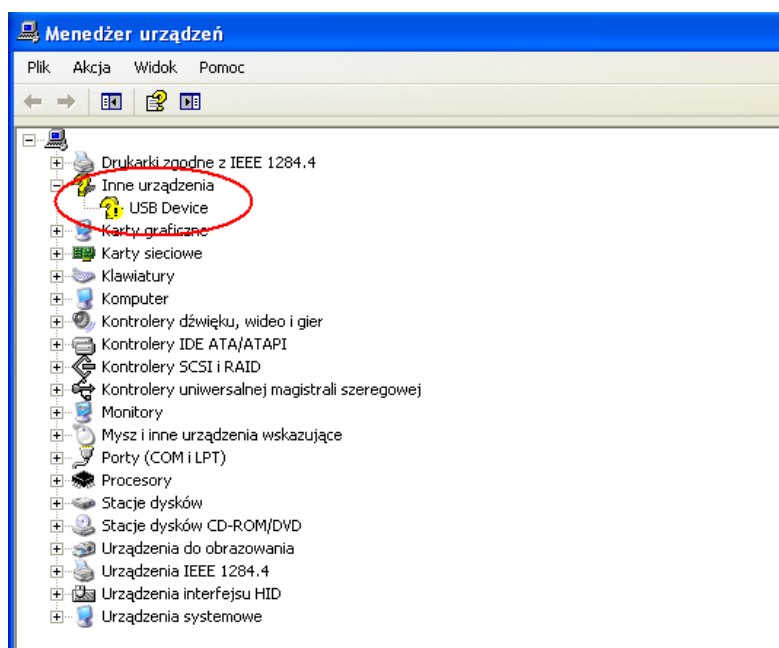 Menedżer urządzeń
Plik Akcja Widok Pomoc
Drukarki zgodne z IEEE 1284.4
Inne urządzenia
USB Device
Karty graficzne
Karty sieciowe
Klawiatury
Komputer
Kontrolery dźwięku, wideo i gier
Kontrolery IDE ATA/ATAPI
Kontrolery SCSI i RAID
Kontrolery uniwersalnej magistrali szeregowej
Monitory
Mysz i inne urządzenia wskazujące
Porty (COM i LPT)
Procesory
Stacje dysków
Stacje dysków CD-ROM/DVD
Urządzenia do obrazowania
Urządzenia IEEE 1284.4
Urządzenia interfejsu HID
Urządzenia systemowe